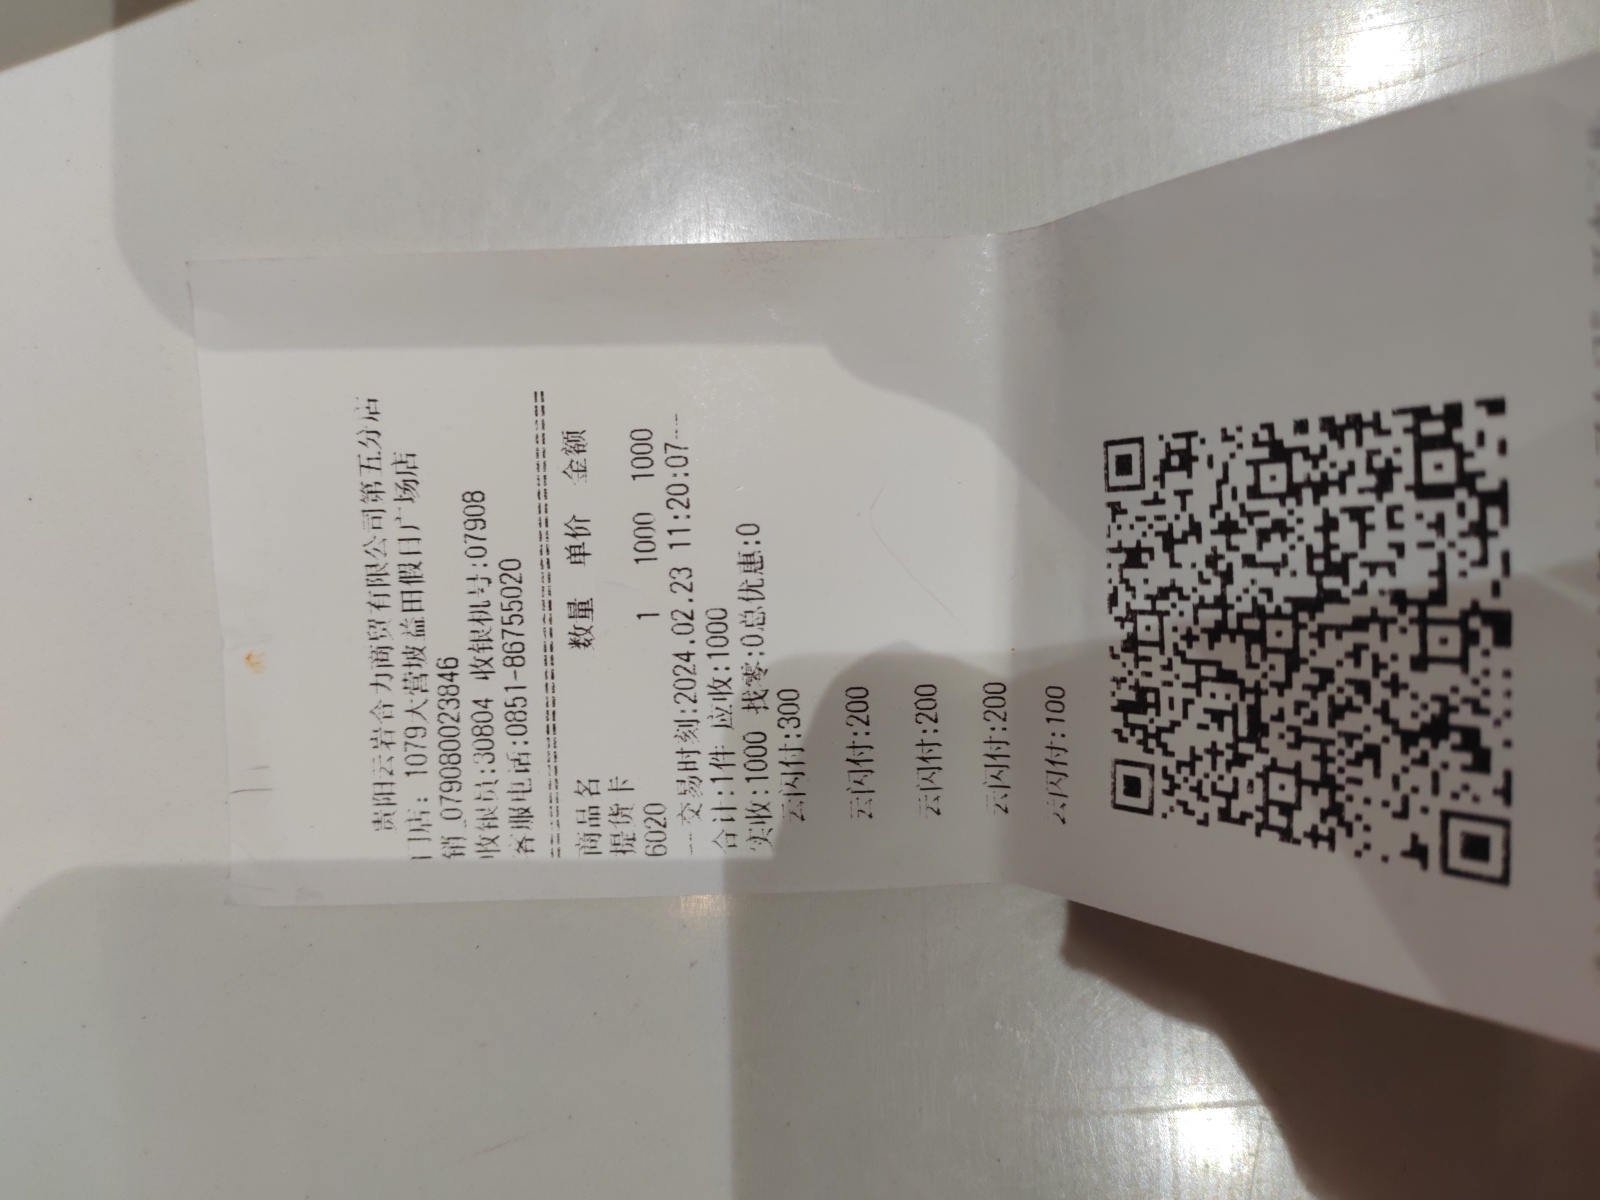 贵阳云岩合力商贸有限公司第五分店
门店: 1079大营坡益田假日广场店
销_0790800023846
收银员:30804 收银机号:07908
客服电话:0851-86755020
商品名 数量 单价 金额
提货卡
6020 1 1000 1000
---交易时刻:2024.02.23 11:20:07---
合计:1件 应收:1000
实收:1000 找零:0总优惠:0
云闪付:300
云闪付:200
云闪付:200
云闪付:200
云闪付:100